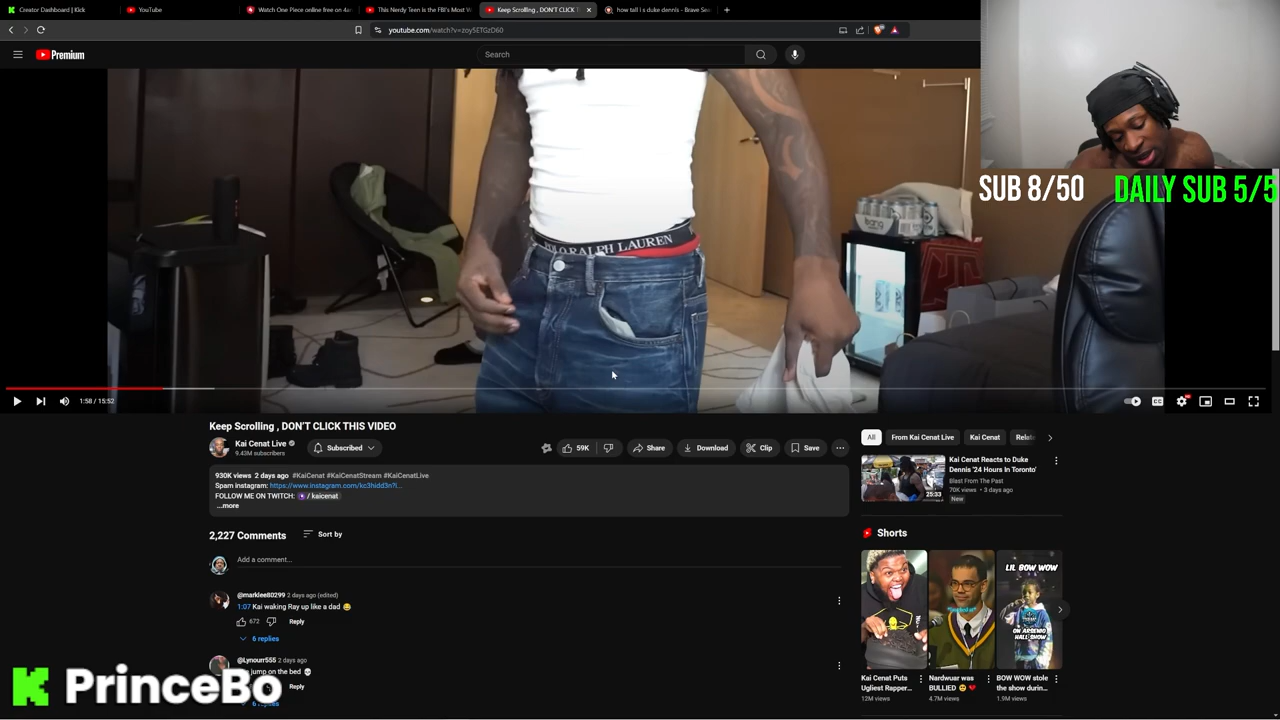 Creator Dashboard | Kick
YouTube
Watch One Piece online free on 4a
This Nerdy Teen is the FBI's Most W
Keep Scrolling , DON'T CLICK T
how tall i s duke dennis - Brave Sea
youtube.com/watch?v=zoy5ETGzD60
Premium
Search
POLO RALPH LAUREN
bang
SUB 8/50
DAILY SUB 5/5
1:58 / 15:52
CC
Keep Scrolling , DON'T CLICK THIS VIDEO
Kai Cenat Live
9.43M subscribers
Subscribed
59K
Share
Download
Clip
Save
930K views 2 days ago #KaiCenat #KaiCenatStream #KaiCenatLive
Spam instagram: https://www.instagram.com/kc3hidd3n?i...
FOLLOW ME ON TWITCH: / kaicenat
...more
2,227 Comments
Sort by
Add a comment...
@marklee80299 2 days ago (edited)
1:07 Kai waking Ray up like a dad
672
Reply
6 replies
@Lynourr555 2 days ago
jump on the bed
Reply
PrinceBo
All
From Kai Cenat Live
Kai Cenat
Relate
Kai Cenat Reacts to Duke
Dennis '24 Hours In Toronto'
Blast From The Past
70K views • 3 days ago
New
25:33
Shorts
LIL BOW WOW
ON ARSENIO
HALL SHOW
Kai Cenat Puts
Ugliest Rapper...
12M views
Nardwuar was
BULLIED
4.7M views
BOW WOW stole
the show durin...
1.9M views